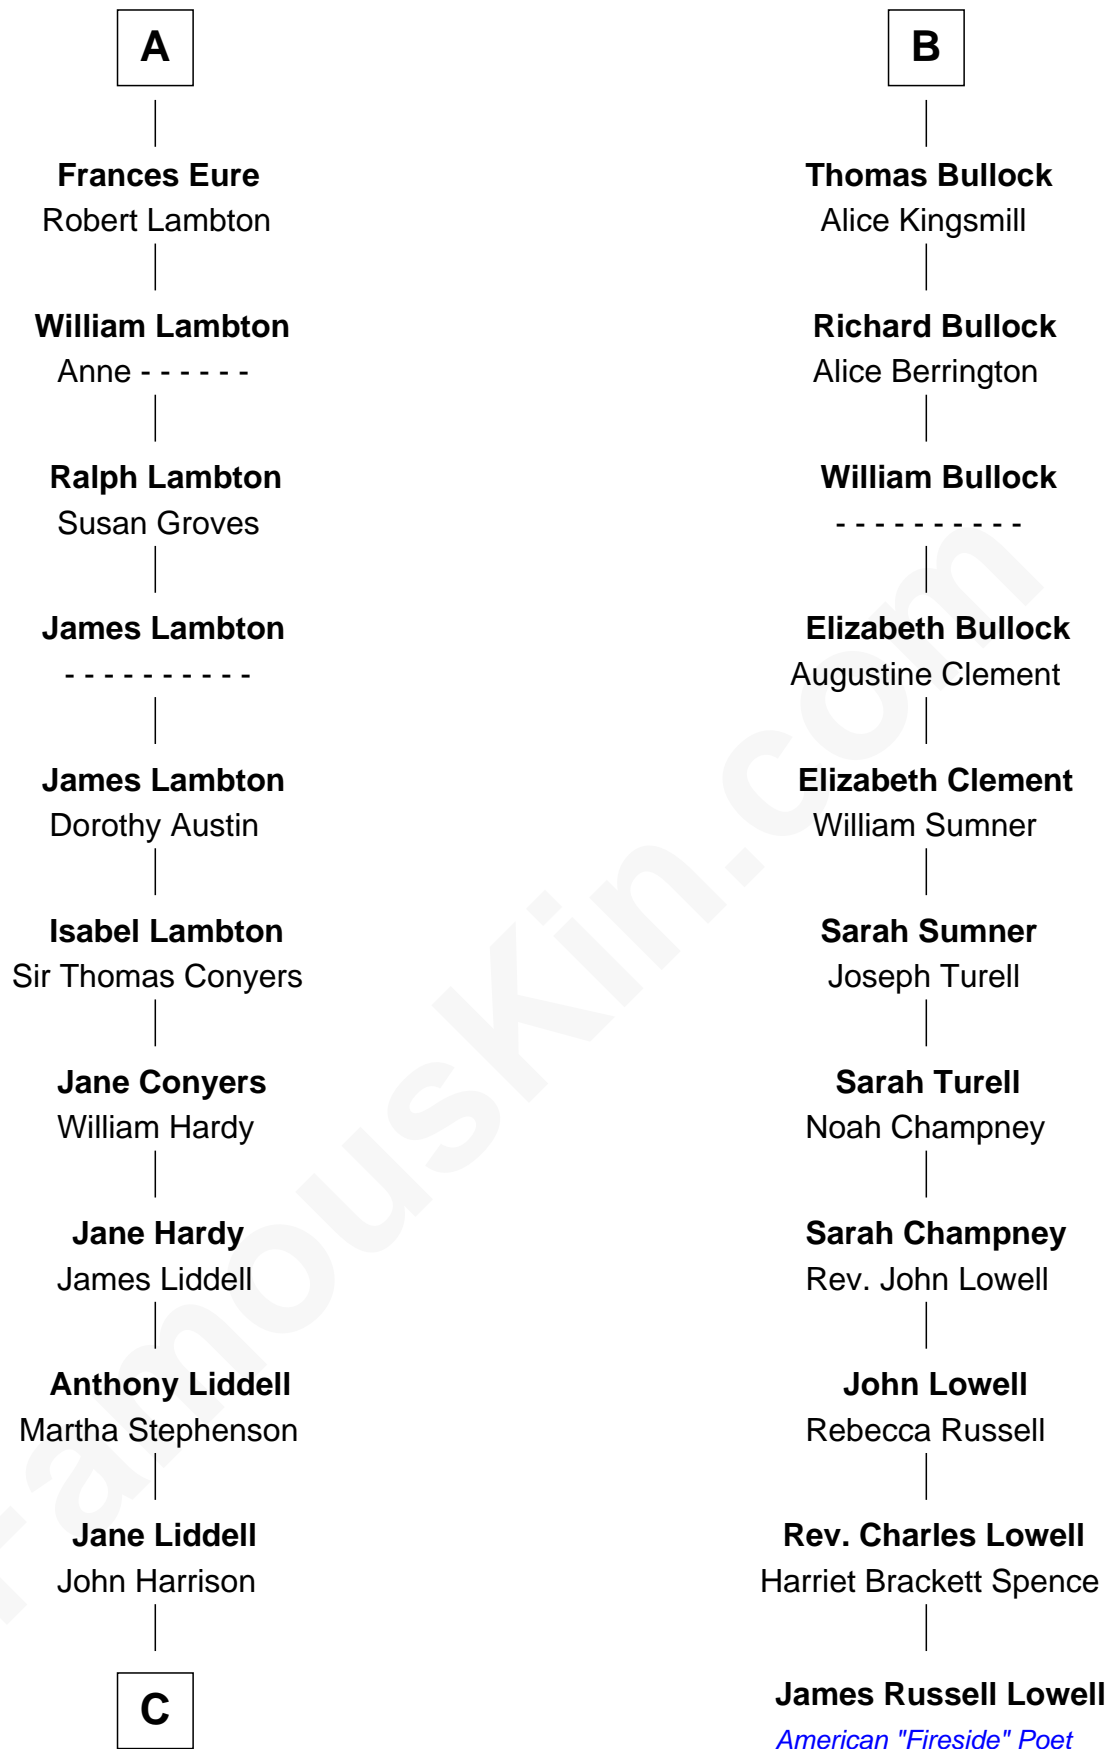 A
Frances Eure
Robert Lambton
William Lambton
Anne - - - - - -
Ralph Lambton
Susan Groves
James Lambton
- - - - - - - - - -
James Lambton
Dorothy Austin
Isabel Lambton
Sir Thomas Conyers
Jane Conyers
William Hardy
Jane Hardy
James Liddell
Anthony Liddell
Martha Stephenson
Jane Liddell
John Harrison
C
B
Thomas Bullock
Alice Kingsmill
Richard Bullock
Alice Berrington
William Bullock
- - - - - - - - - -
Elizabeth Bullock
Augustine Clement
Elizabeth Clement
William Sumner
Sarah Sumner
Joseph Turell
Sarah Turell
Noah Champney
Sarah Champney
Rev. John Lowell
John Lowell
Rebecca Russell
Rev. Charles Lowell
Harriet Brackett Spence
James Russell Lowell
American "Fireside" Poet
FamousKin.com